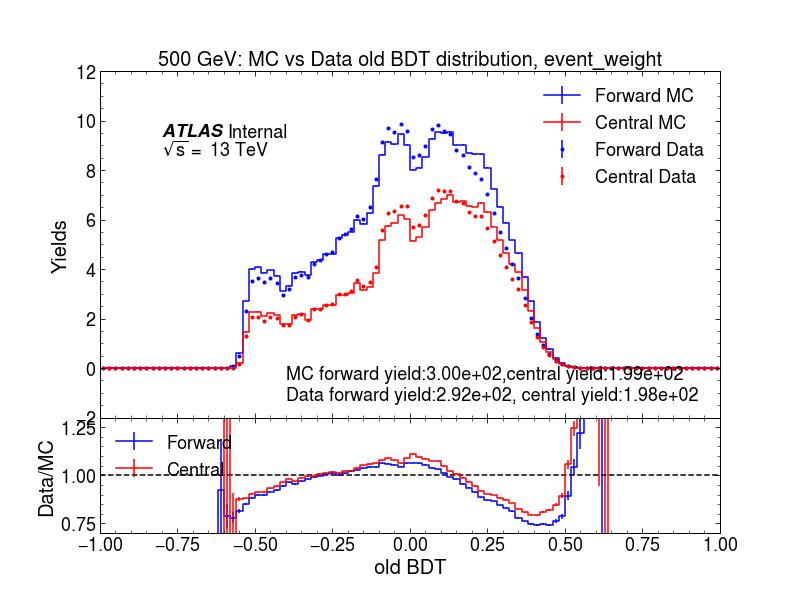 500 GeV: MC vs Data old BDT distribution, event_weight
12
10
8
6
4
2
0
−2
Yields
ATLAS Internal
√s = 13 TeV
Forward MC
Central MC
Forward Data
Central Data
MC forward yield:3.00e+02,central yield:1.99e+02
Data forward yield:2.92e+02, central yield:1.98e+02
1.25
1.00
0.75
Data/MC
Forward
Central
−1.00 −0.75 −0.50 −0.25 0.00 0.25 0.50 0.75 1.00
old BDT